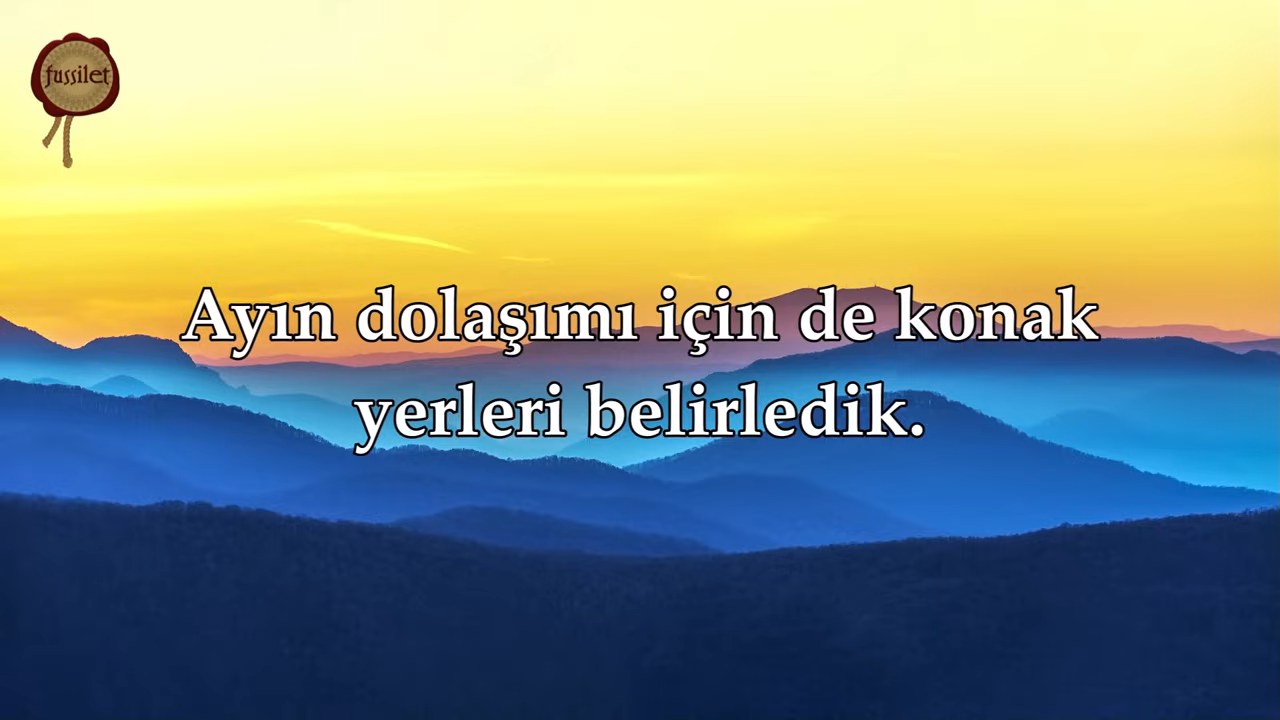 fussilet
Ayın dolaşımı için de konak
yerleri belirledik.